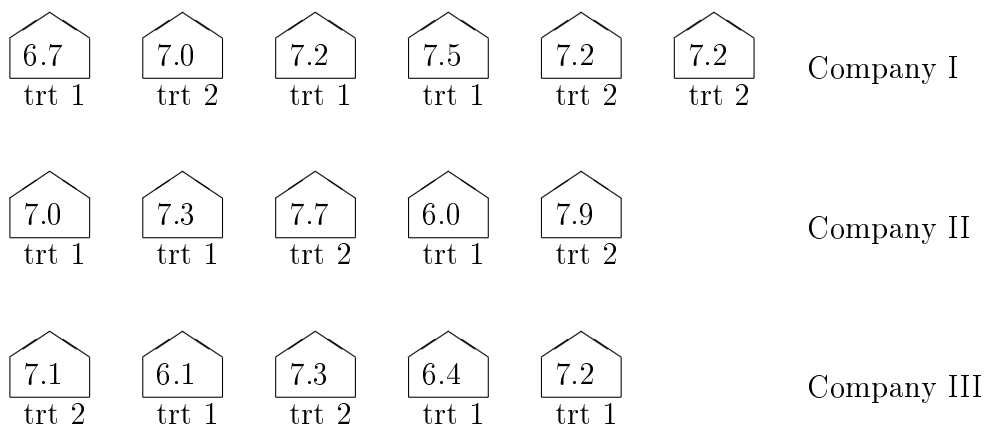 6.7 7.0 7.2 7.5 7.2 7.2 Company I
trt 1 trt 2 trt 1 trt 1 trt 2 trt 2
7.0 7.3 7.7 6.0 7.9 Company II
trt 1 trt 1 trt 2 trt 1 trt 2
7.1 6.1 7.3 6.4 7.2 Company III
trt 2 trt 1 trt 2 trt 1 trt 1